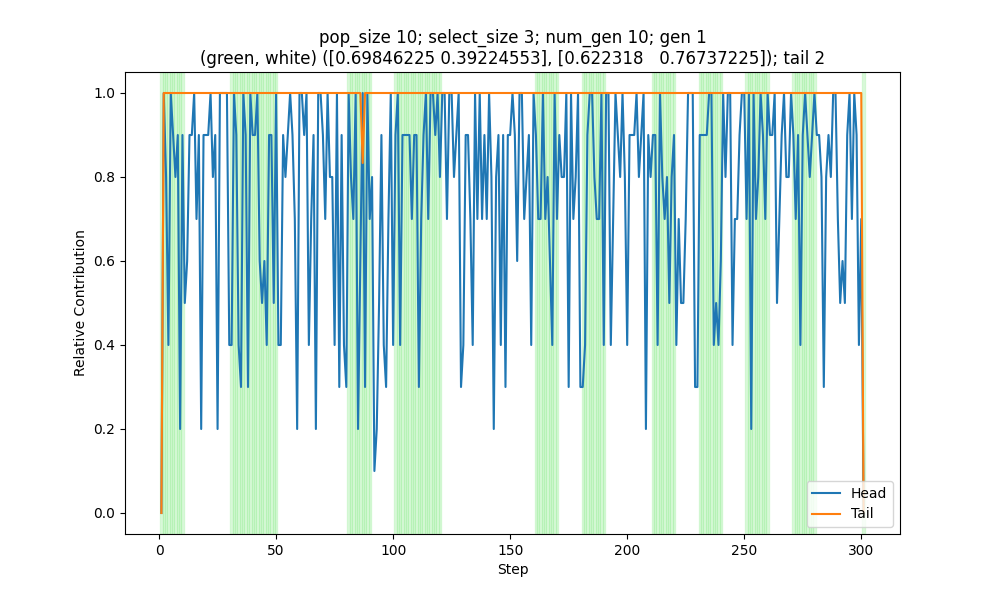 pop_size 10; select_size 3; num_gen 10; gen 1
(green, white) ([0.69846225 0.39224553], [0.622318   0.76737225]); tail 2
1.0
0.8
0.6
0.4
0.2
0.0
Relative Contribution
0
50
100
150
200
250
300
Step
Head
Tail